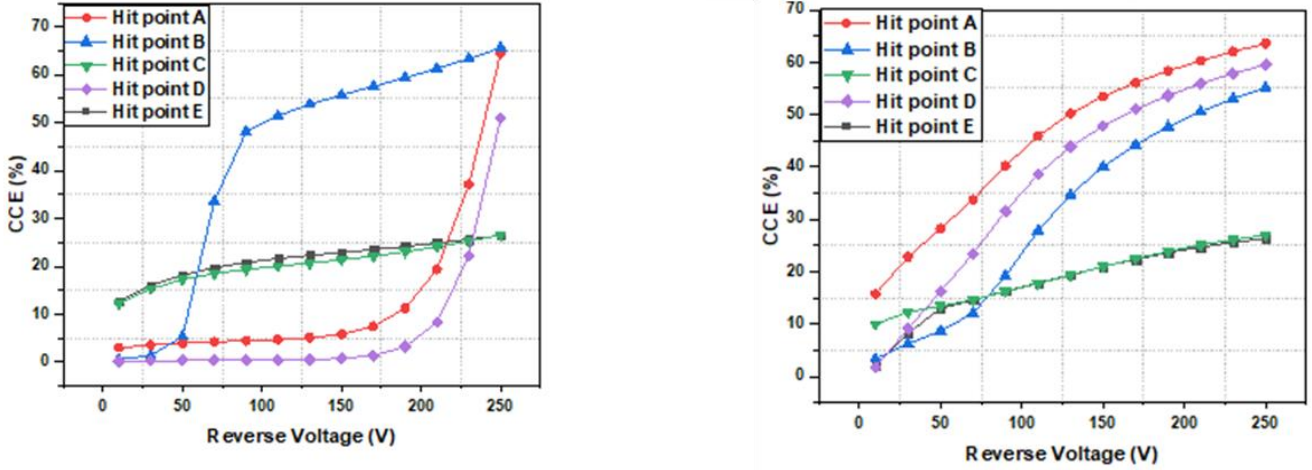 70
60
50
40
30
20
10
0
CCE (%)
Hit point A
Hit point B
Hit point C
Hit point D
Hit point E
0 50 100 150 200 250
Reverse Voltage (V)
70
60
50
40
30
20
10
0
CCE (%)
Hit point A
Hit point B
Hit point C
Hit point D
Hit point E
0 50 100 150 200 250
Reverse Voltage (V)